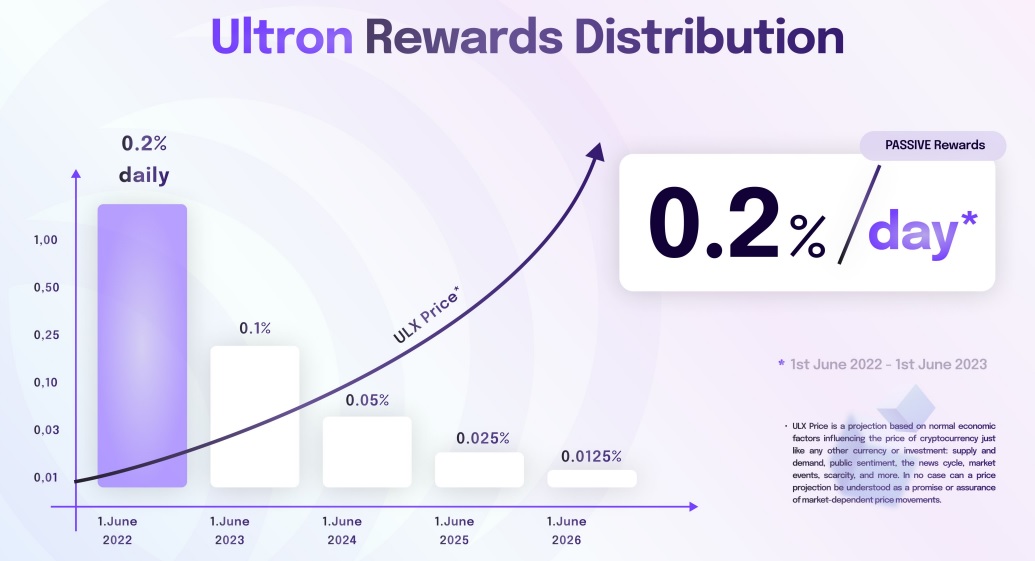 Ultron Rewards Distribution
0.2%
daily
PASSIVE Rewards
0.2%/day*
1,00
0,50
0,25
0,10
0,03
0,01
0.1%
ULX Price*
0.05%
0.025%
0.0125%
1.June
2022
1.June
2023
1.June
2024
1.June
2025
1.June
2026
* 1st June 2022 - 1st June 2023
· ULX Price is a projection based on normal economic
factors influencing the price of cryptocurrency just
like any other currency or investment: supply and
demand, public sentiment, the news cycle, market
events, scarcity, and more. In no case can a price
projection be understood as a promise or assurance
of market-dependent price movements.